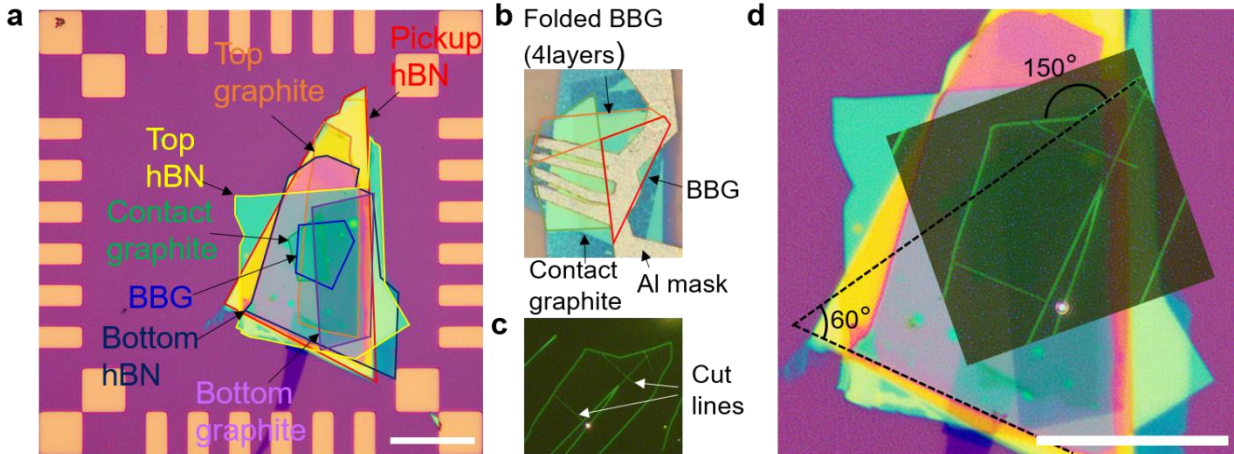 a
Pickup
hBN
Top
graphite
Top
hBN
Contact
graphite
BBG
Bottom
hBN
Bottom
graphite
b
Folded BBG
(4layers)
BBG
Contact
graphite
Al mask
c
Cut
lines
d
150°
60°